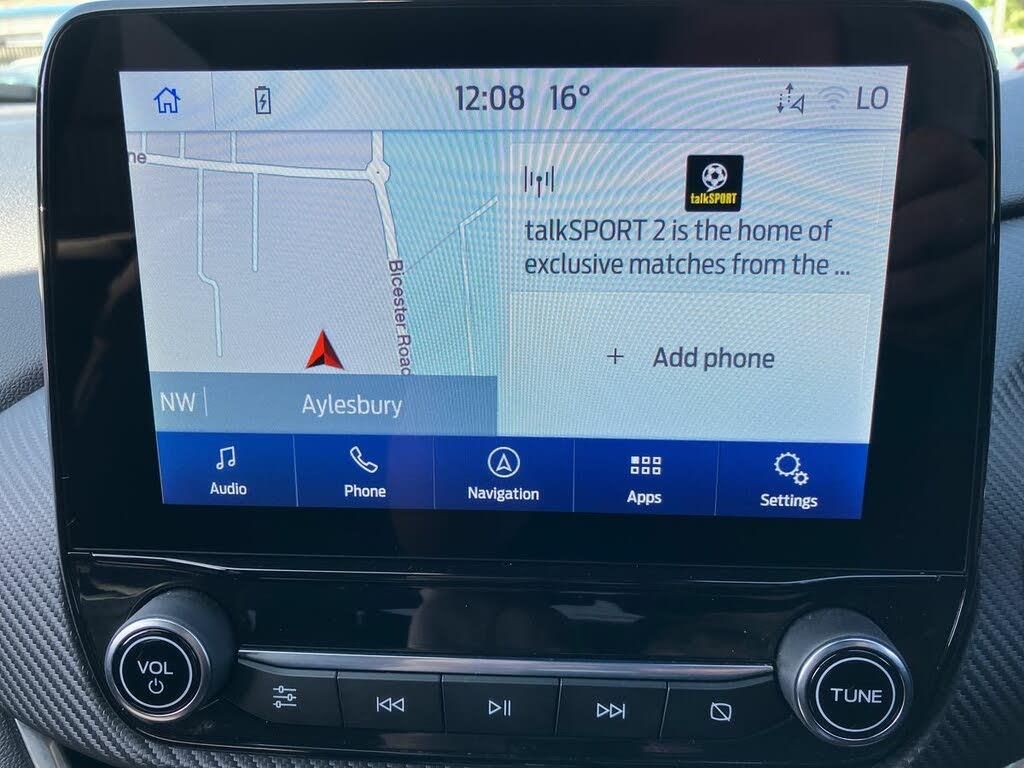 12:08 16° LO
ne
Bicester Road
talkSPORT
talkSPORT 2 is the home of
exclusive matches from the ...
+ Add phone
NW Aylesbury
Audio Phone Navigation Apps Settings
VOL
TUNE